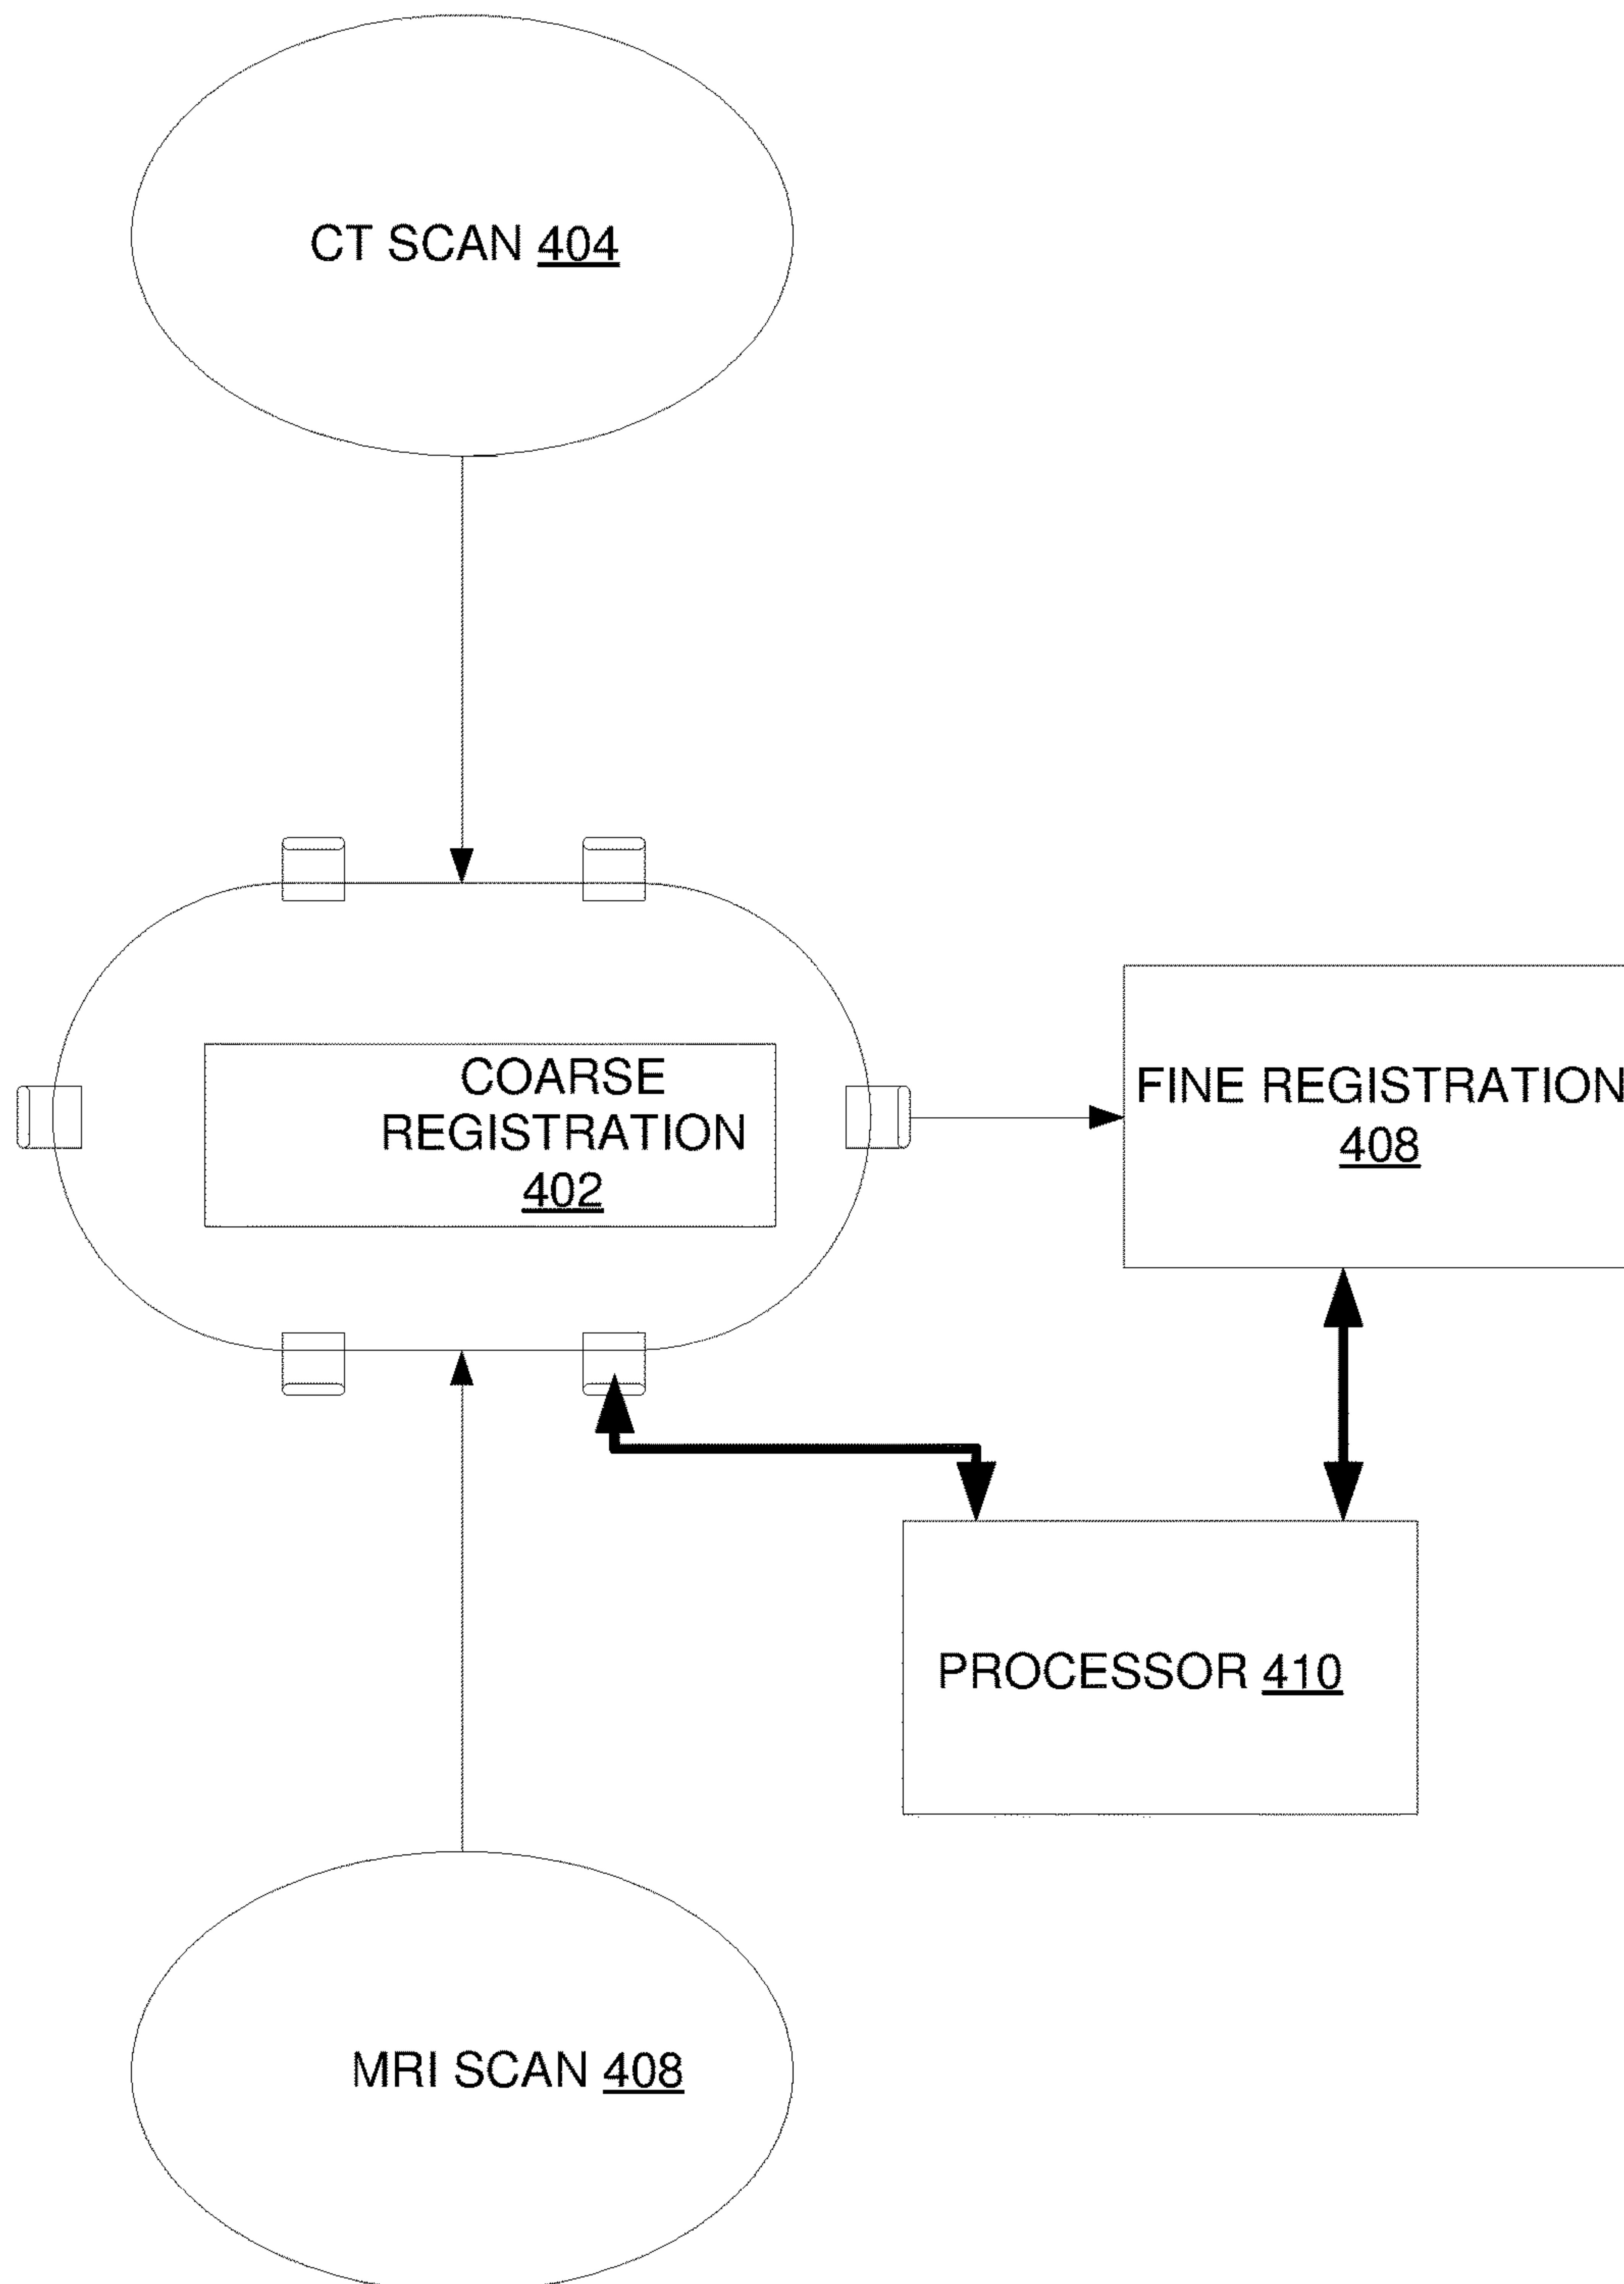 CT SCAN 404
COARSE
REGISTRATION
402
FINE REGISTRATION
408
PROCESSOR 410
MRI SCAN 408